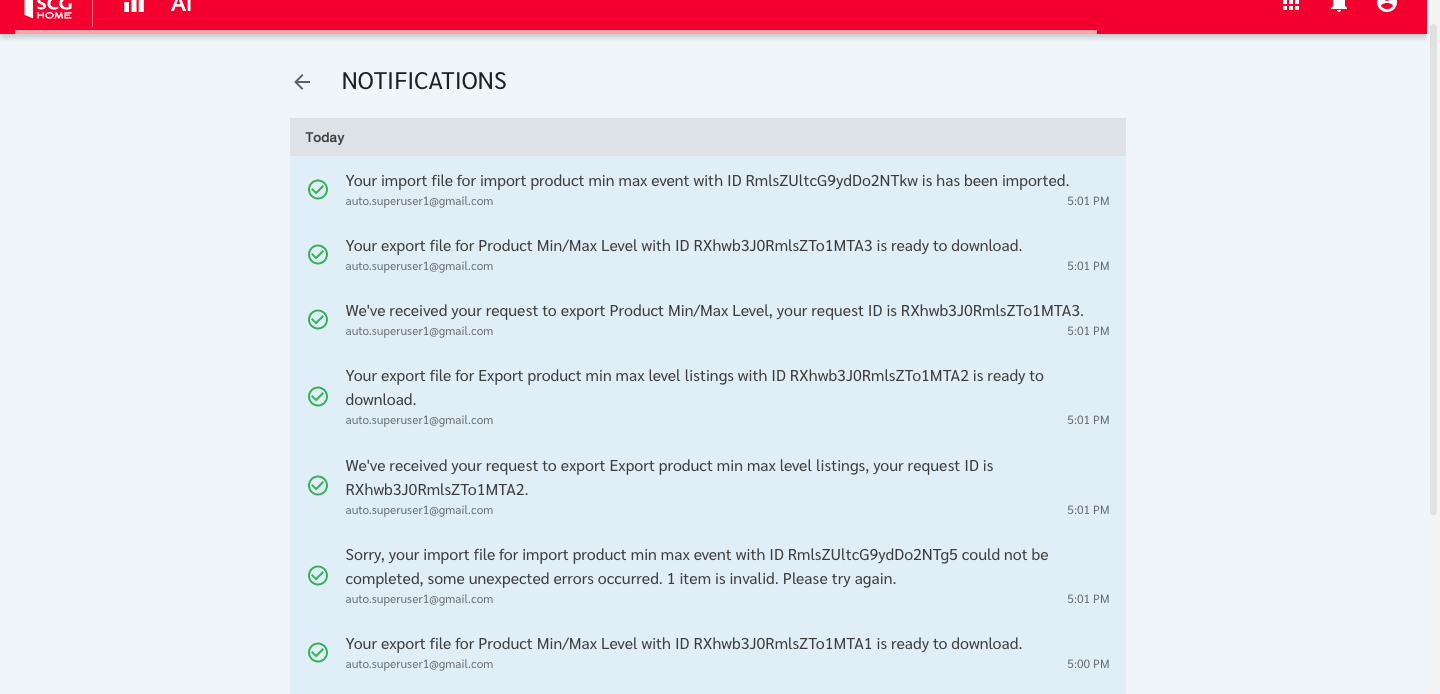 SCG
HOME
AI
NOTIFICATIONS
Today
Your import file for import product min max event with ID RmlsZUltcG9ydDo2NTkw is has been imported.
auto.superuser1@gmail.com 5:01 PM
Your export file for Product Min/Max Level with ID RXhwb3J0RmlsZTo1MTA3 is ready to download.
auto.superuser1@gmail.com 5:01 PM
We've received your request to export Product Min/Max Level, your request ID is RXhwb3J0RmlsZTo1MTA3.
auto.superuser1@gmail.com 5:01 PM
Your export file for Export product min max level listings with ID RXhwb3J0RmlsZTo1MTA2 is ready to
download.
auto.superuser1@gmail.com 5:01 PM
We've received your request to export Export product min max level listings, your request ID is
RXhwb3J0RmlsZTo1MTA2.
auto.superuser1@gmail.com 5:01 PM
Sorry, your import file for import product min max event with ID RmlsZUltcG9ydDo2NTg5 could not be
completed, some unexpected errors occurred. 1 item is invalid. Please try again.
auto.superuser1@gmail.com 5:01 PM
Your export file for Product Min/Max Level with ID RXhwb3J0RmlsZTo1MTA1 is ready to download.
auto.superuser1@gmail.com 5:00 PM